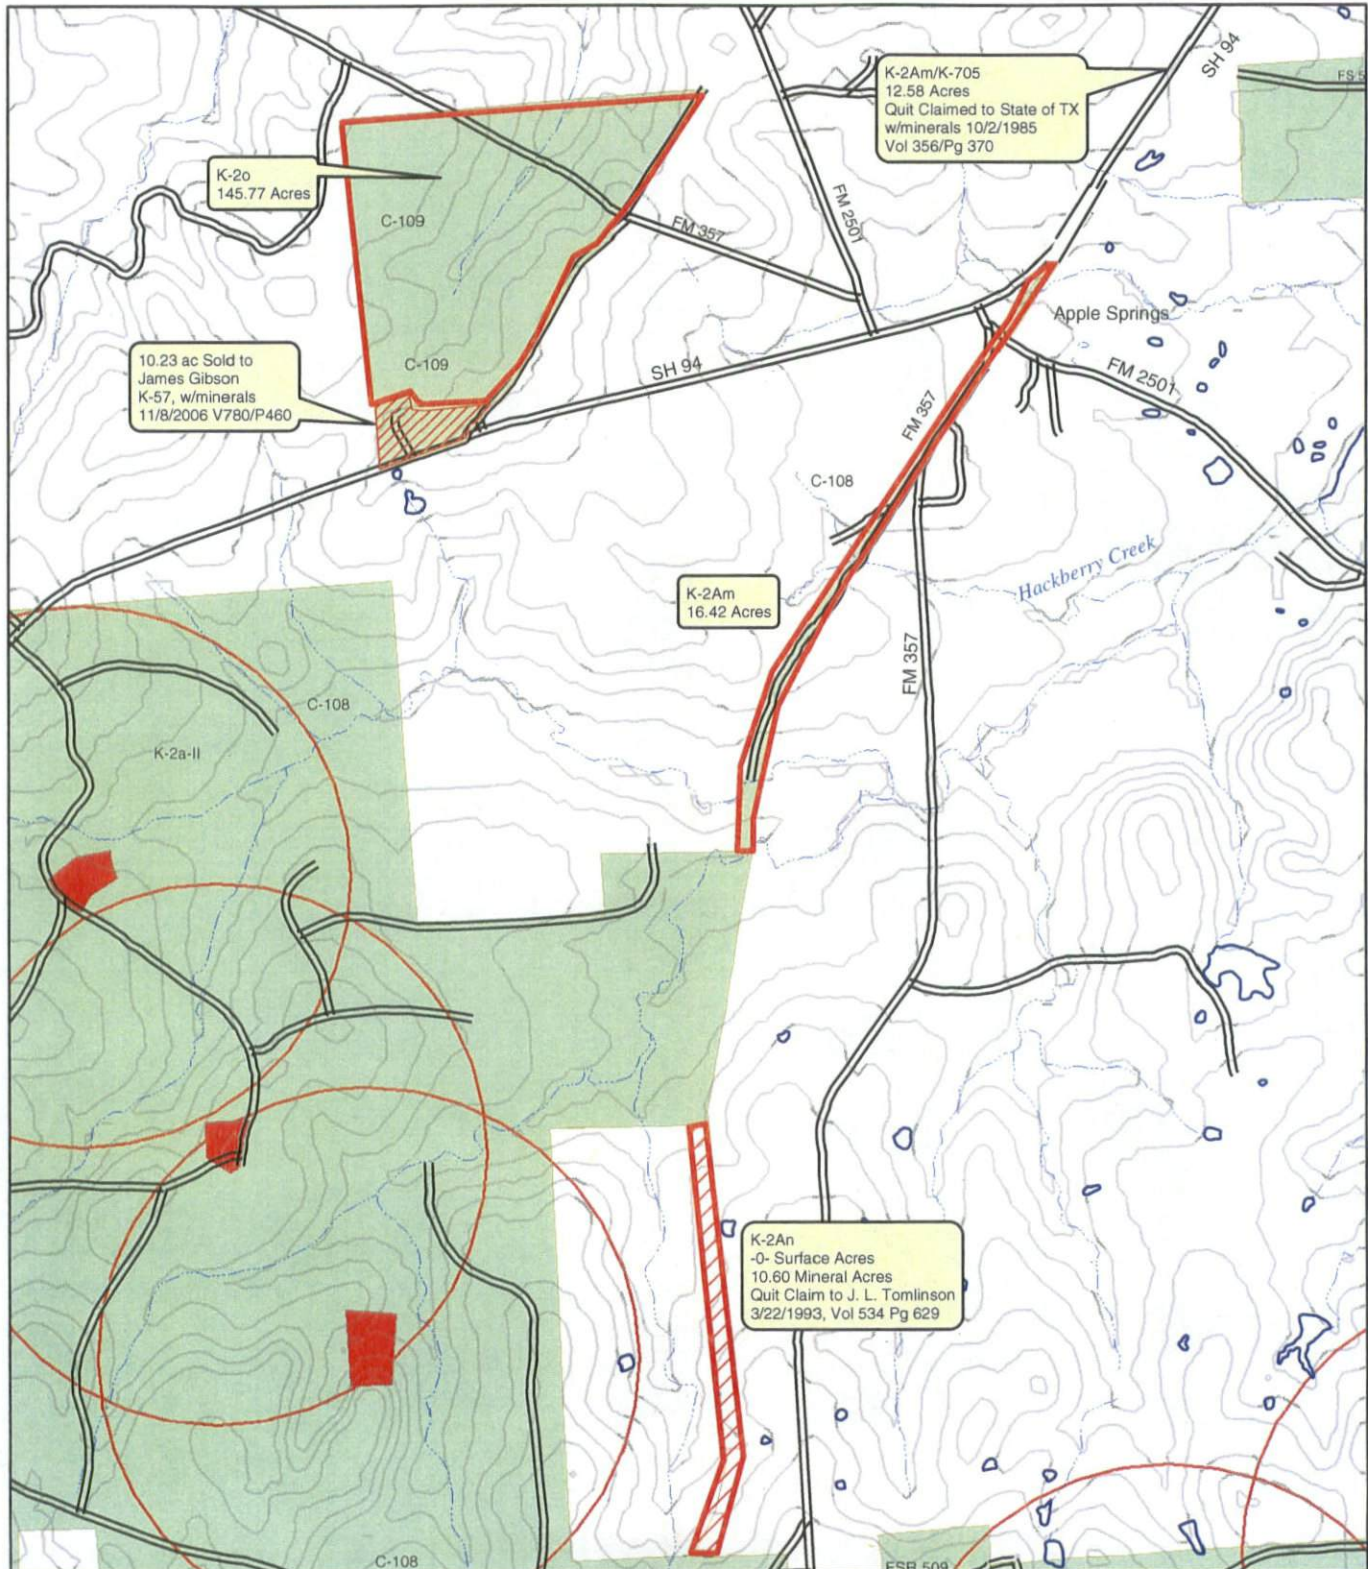 SH 94
K-2Am/K-705
12.58 Acres
Quit Claimed to State of TX
w/minerals 10/2/1985
Vol 356/Pg 370
K-2o
145.77 Acres
C-109
FM 357
FM 2501
Apple Springs
10.23 ac Sold to
James Gibson
K-57, w/minerals
11/8/2006 V780/P460
C-109
SH 94
FM 2501
FM 357
C-108
Hackberry Creek
K-2Am
16.42 Acres
FM 357
C-108
K-2a-II
K-2An
-0- Surface Acres
10.60 Mineral Acres
Quit Claim to J. L. Tomlinson
3/22/1993, Vol 534 Pg 629
C-108
FSR 509